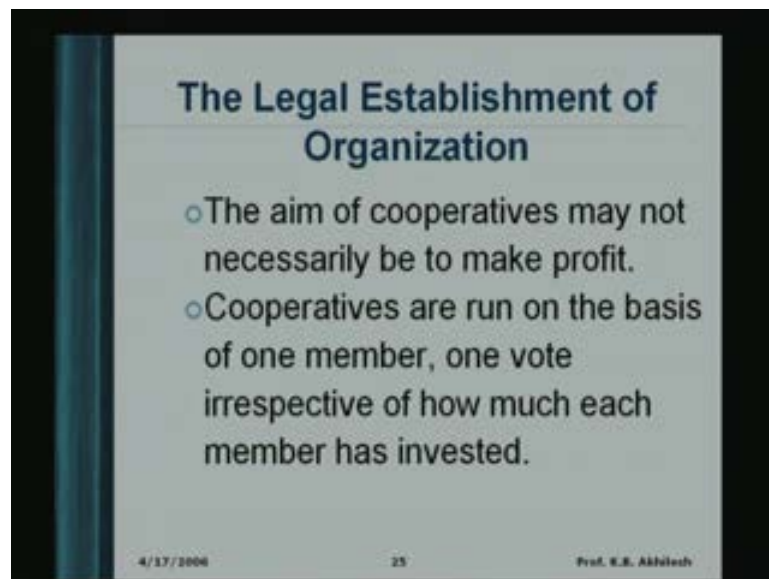 The Legal Establishment of
Organization
The aim of cooperatives may not
necessarily be to make profit.
Cooperatives are run on the basis
of one member, one vote
irrespective of how much each
member has invested.
4/17/2006 25 Prof. K.B. Akhilesh